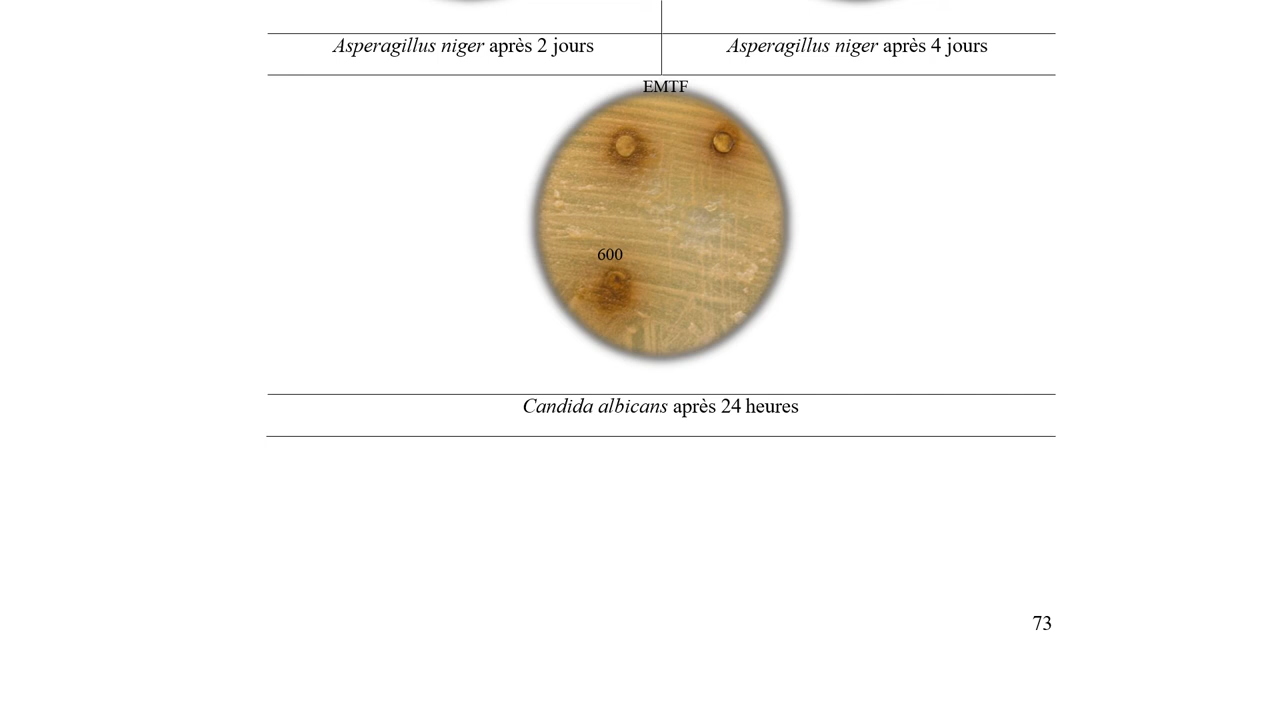 Asperagillus niger après 2 jours
Asperagillus niger après 4 jours
EMTF
600
Candida albicans après 24 heures
73